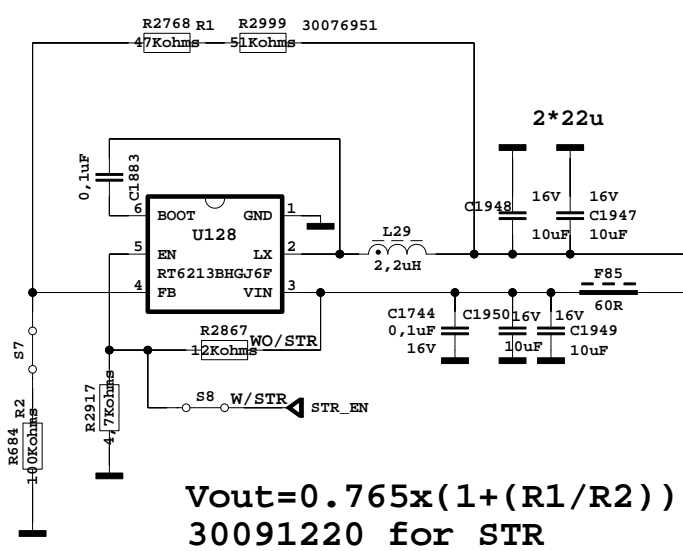 R2768 R1 R2999 30076951
47Kohms 51Kohms
2*22u
0,1uF
C1883
6 BOOT GND 1
U128
5 EN LX 2
RT6213BHGJ6F
4 FB VIN 3
L29
2,2uH
C1948 16V 10uF
16V C1947 10uF
F85
60R
C1744 0,1uF 16V
C1950 16V 10uF
16V C1949 10uF
R2867 WO/STR
12Kohms
S8 W/STR STR_EN
S7
R684 R2
100Kohms
R2917
4,7Kohms
Vout=0.765x(1+(R1/R2))
30091220 for STR